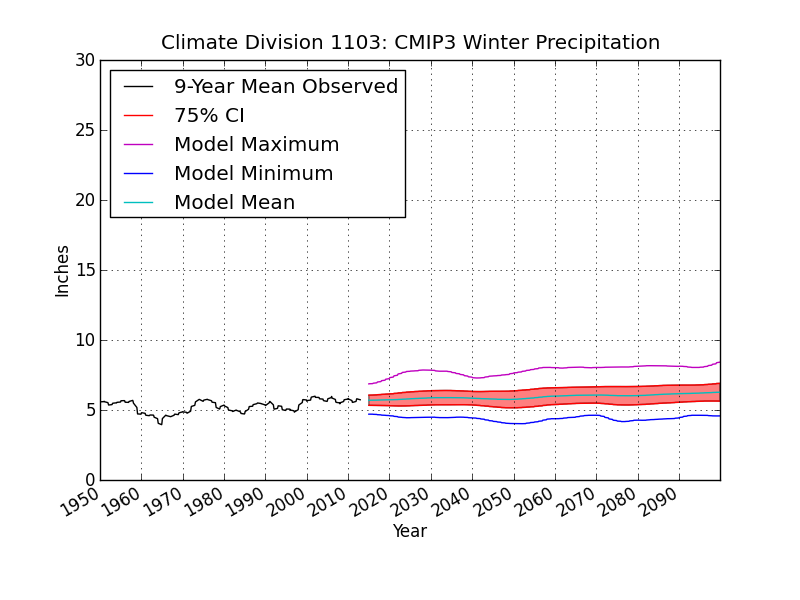 Climate Division 1103: CMIP3 Winter Precipitation
30
25
20
15
10
5
0
Inches
9-Year Mean Observed
75% CI
Model Maximum
Model Minimum
Model Mean
1950 1960 1970 1980 1990 2000 2010 2020 2030 2040 2050 2060 2070 2080 2090
Year